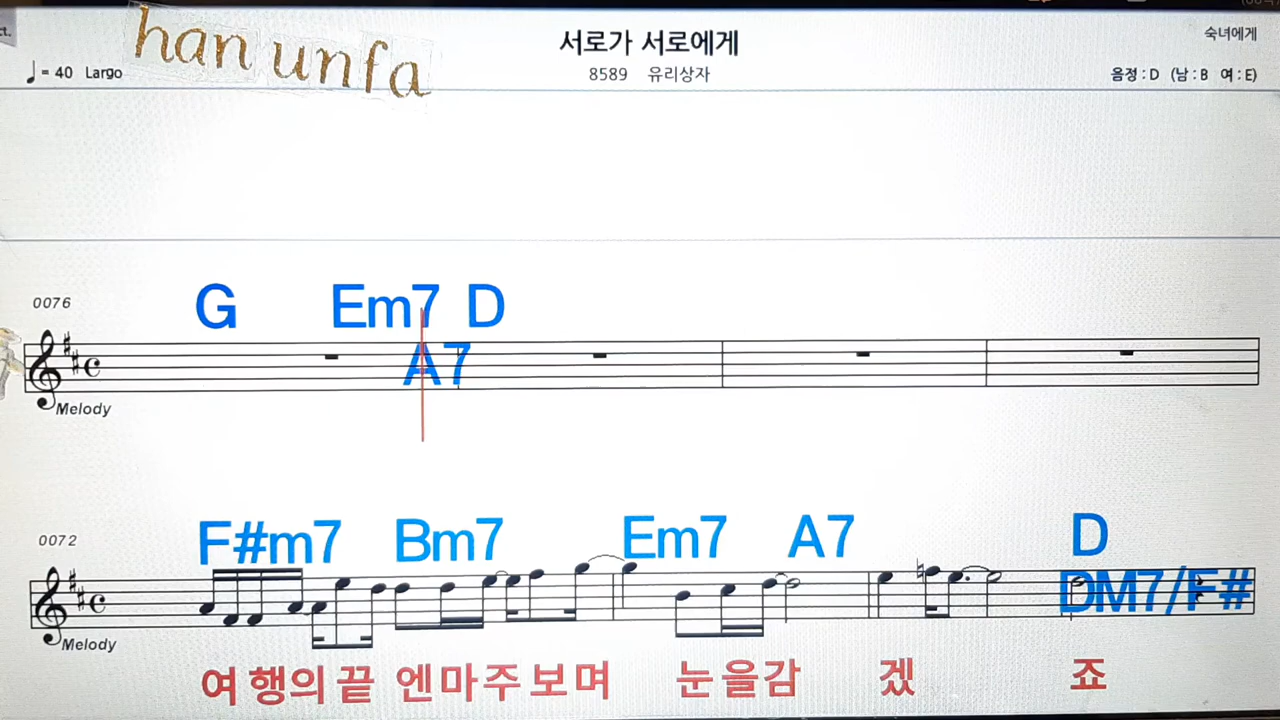 ct.
han unfa
서로가 서로에게
숙녀에게
♩= 40 Largo
8589 유리상자
음정 : D (남 : B 여 : E)
0076
G Em7 D
A7
Melody
0072
F#m7 Bm7 Em7 A7 D
DM7/F#
Melody
여행의끝 엔마주보며 눈을감 겠 죠